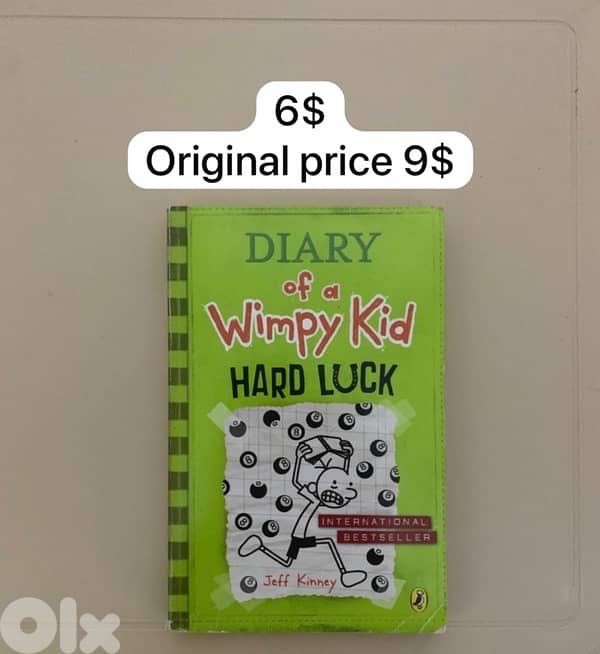 6$
Original price 9$
DIARY
of a
Wimpy Kid
HARD LUCK
INTERNATIONAL
BESTSELLER
Jeff Kinney
Olx